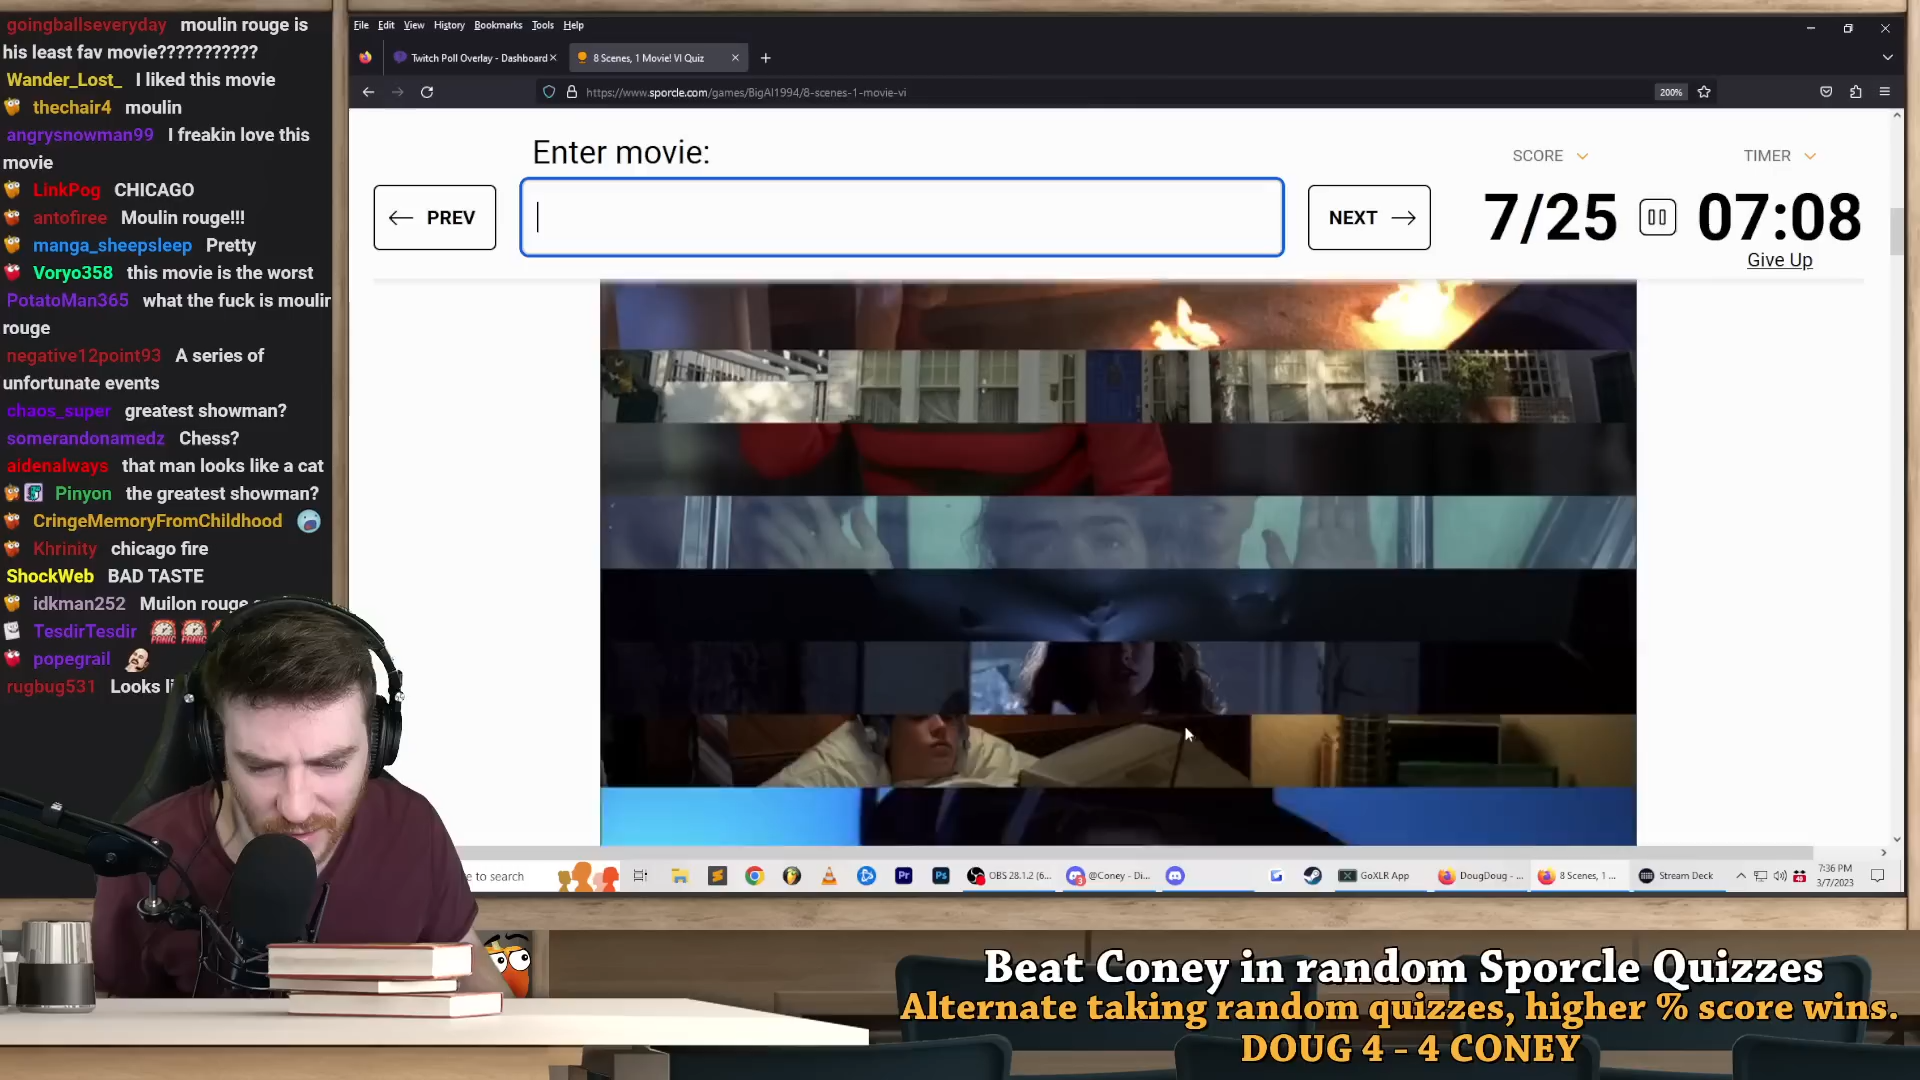 goingballseveryday moulin rouge is
his least fav movie???????????
Wander_Lost_ I liked this movie
thechair4 moulin
angrysnowman99 I freakin love this
movie
LinkPog CHICAGO
antofiree Moulin rouge!!!
manga_sheepsleep Pretty
Voryo358 this movie is the worst
PotatoMan365 what the fuck is moulin
rouge
negative12point93 A series of
unfortunate events
chaos_super greatest showman?
somerandonamedz Chess?
aidenalways that man looks like a cat
Pinyon the greatest showman?
CringeMemoryFromChildhood
Khrinity chicago fire
ShockWeb BAD TASTE
idkman252 Muilon rouge
TesdirTesdir PANIC PANIC
popegrail
rugbug531 Looks
File Edit View History Bookmarks Tools Help
Twitch Poll Overlay - Dashboard
8 Scenes, 1 Movie! VI Quiz
https://www.sporcle.com/games/BigAl1994/8-scenes-1-movie-vi
200%
Enter movie:
PREV
NEXT
SCORE
7/25
TIMER
07:08
Give Up
e to search
OBS 28.1.2 (6...
@Coney - Di...
GoXLR App
DougDoug - ...
8 Scenes, 1 ...
Stream Deck
7:36 PM
3/7/2023
Beat Coney in random Sporcle Quizzes
Alternate taking random quizzes, higher % score wins.
DOUG 4 - 4 CONEY